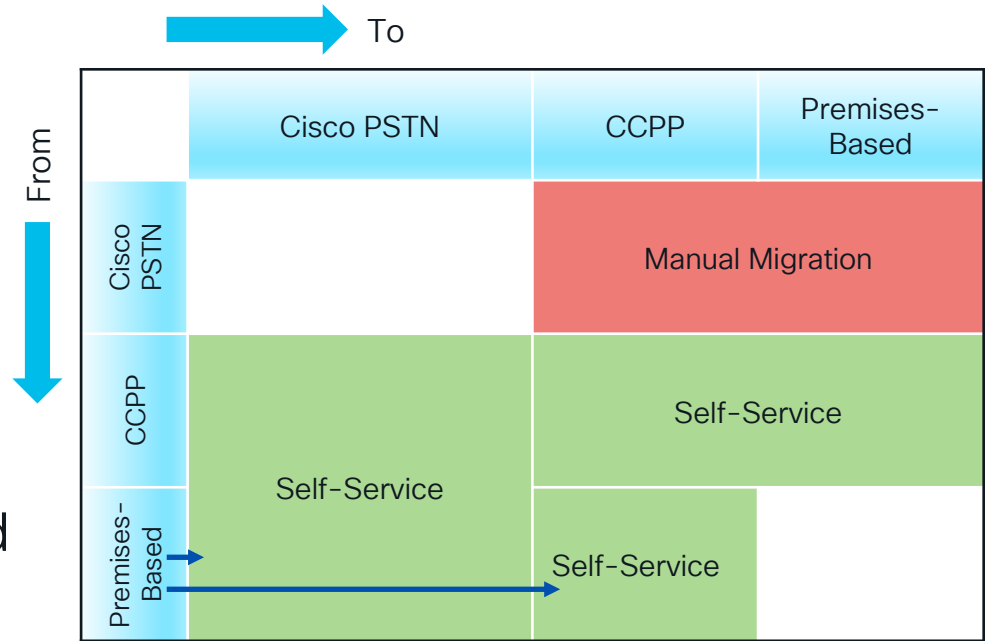 To
From
Cisco PSTN
CCPP
Premises-
Based
Cisco
PSTN
Manual Migration
CCPP
Self-Service
Self-Service
Premises-
Based
Self-Service
d